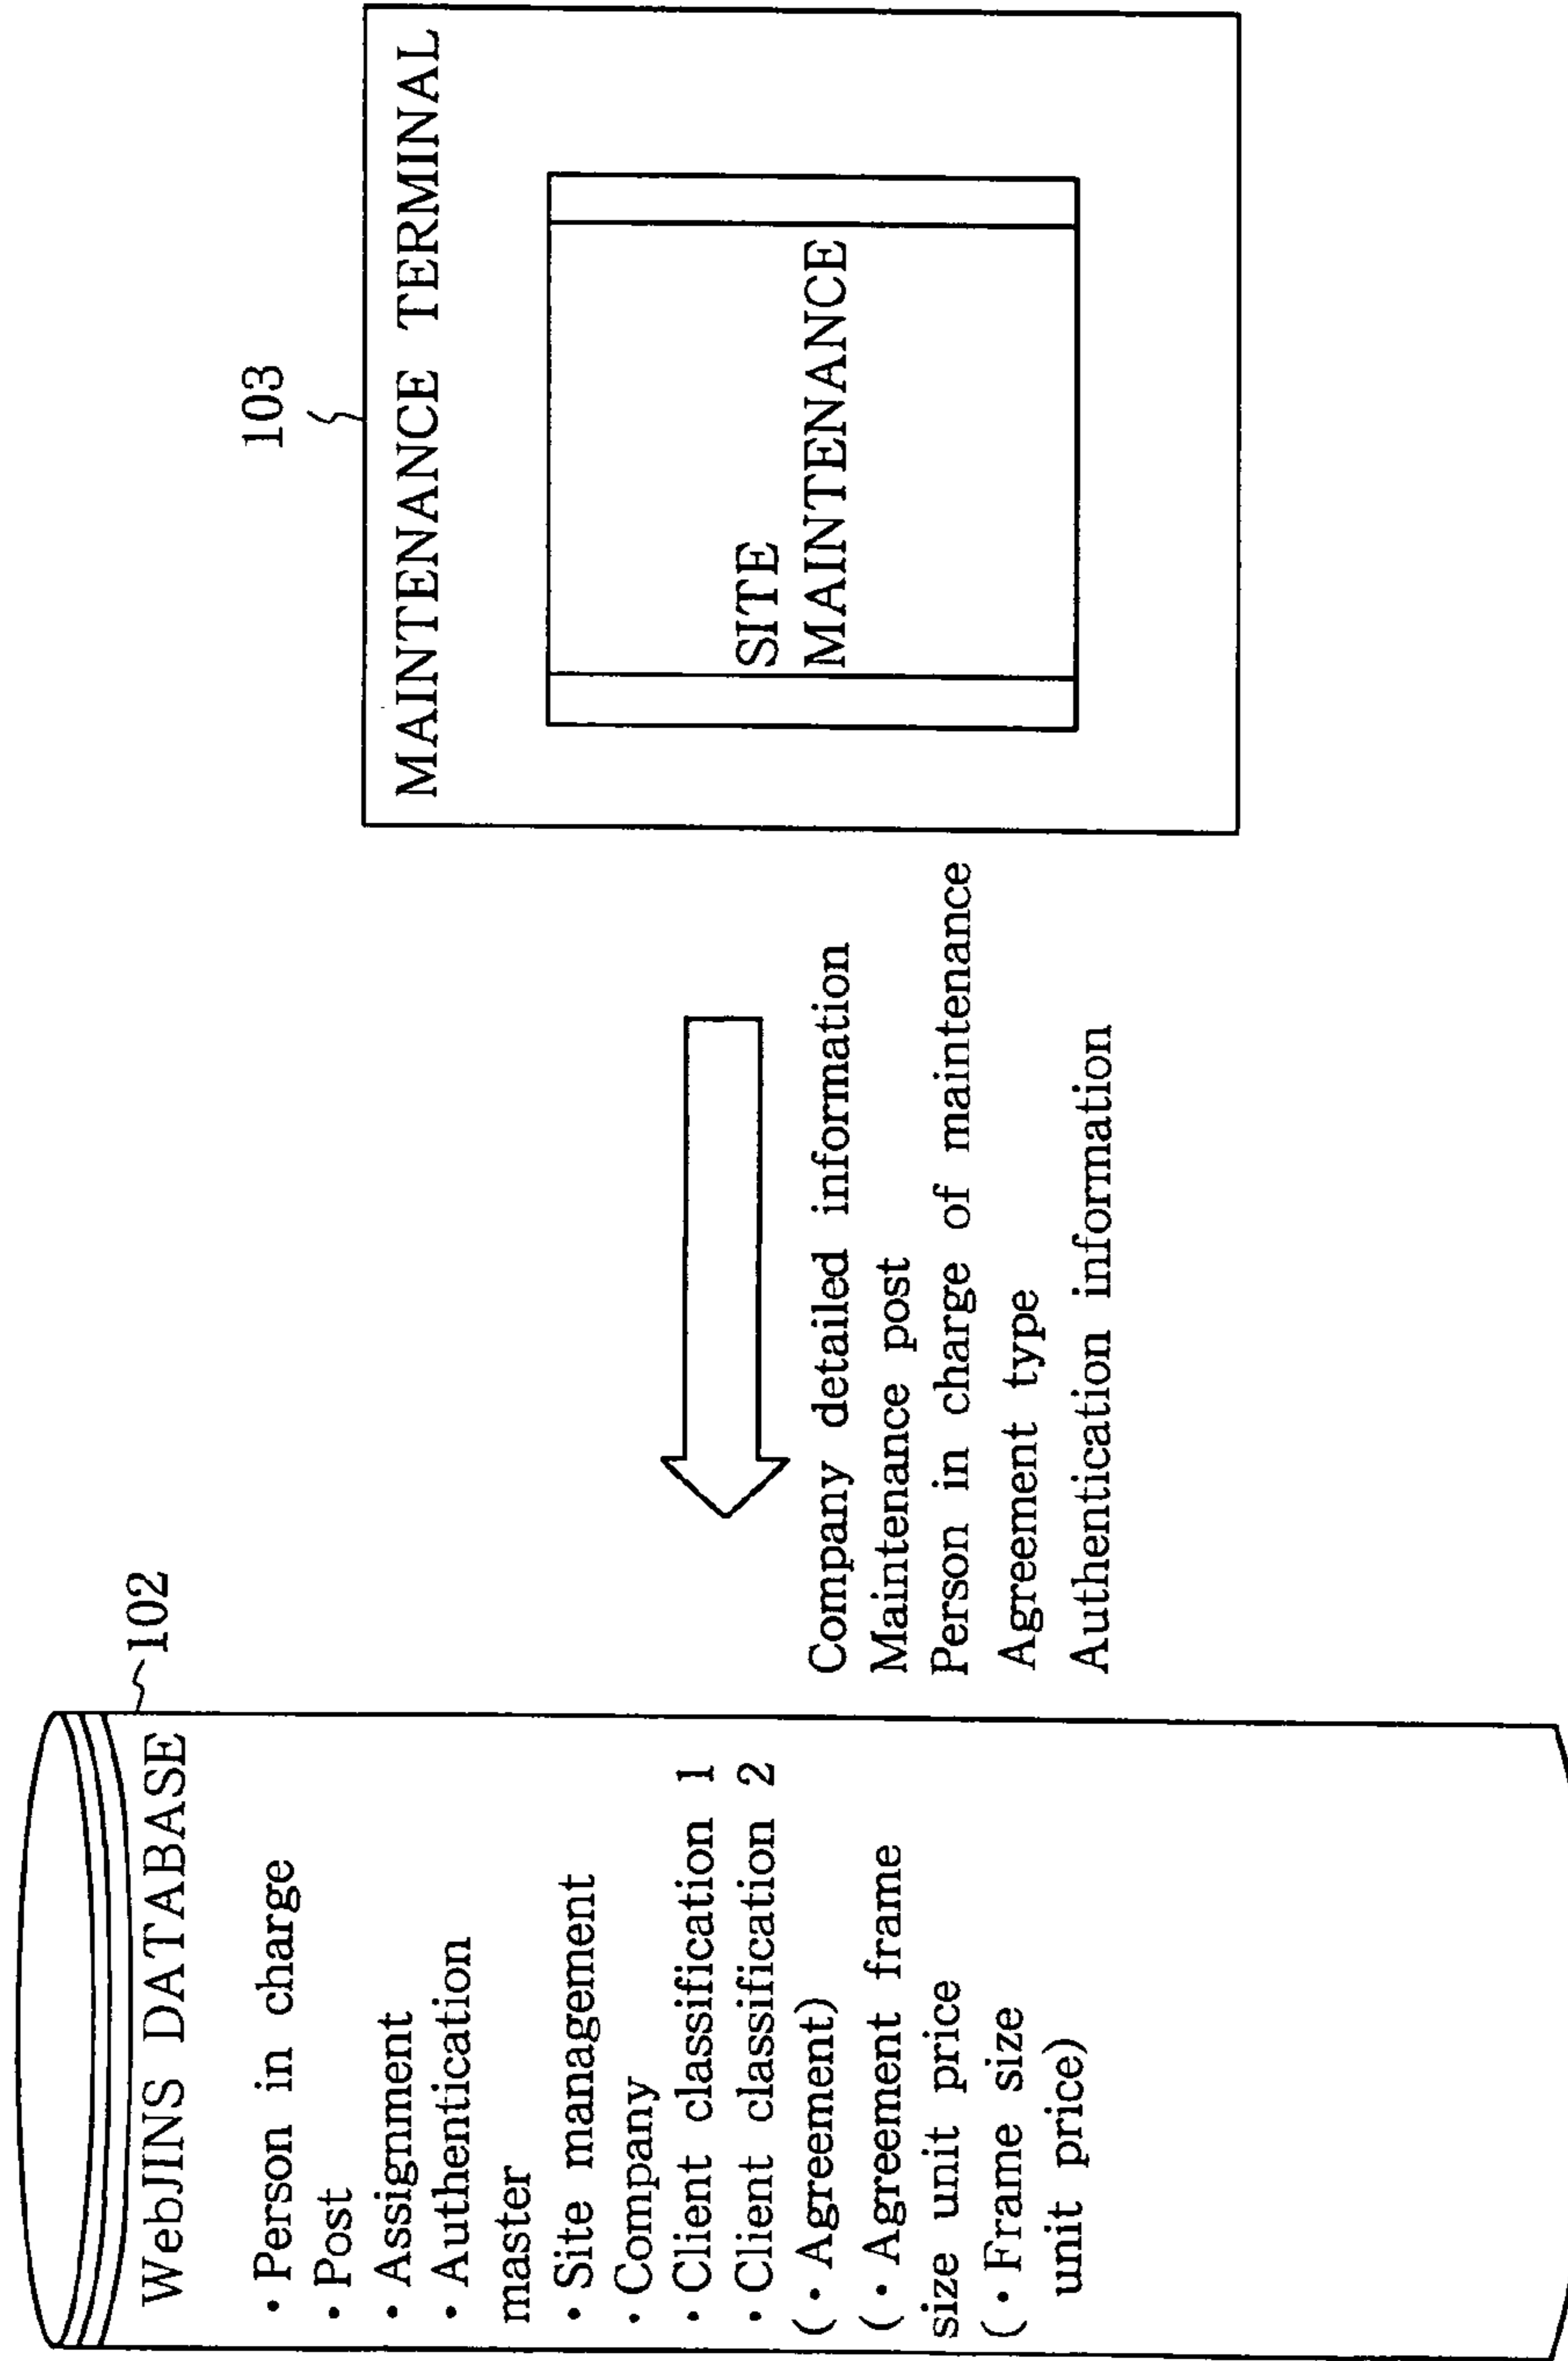 WebJINS DATABASE
102
· Person in charge
· Post
· Assignment
· Authentication
master
· Site management
· Company
· Client classification 1
· Client classification 2
(· Agreement)
(· Agreement frame
size unit price
(· Frame size
unit price)
Company detailed information
Maintenance post
Person in charge of maintenance
Agreement type
Authentication information
103
MAINTENANCE TERMINAL
SITE
MAINTENANCE